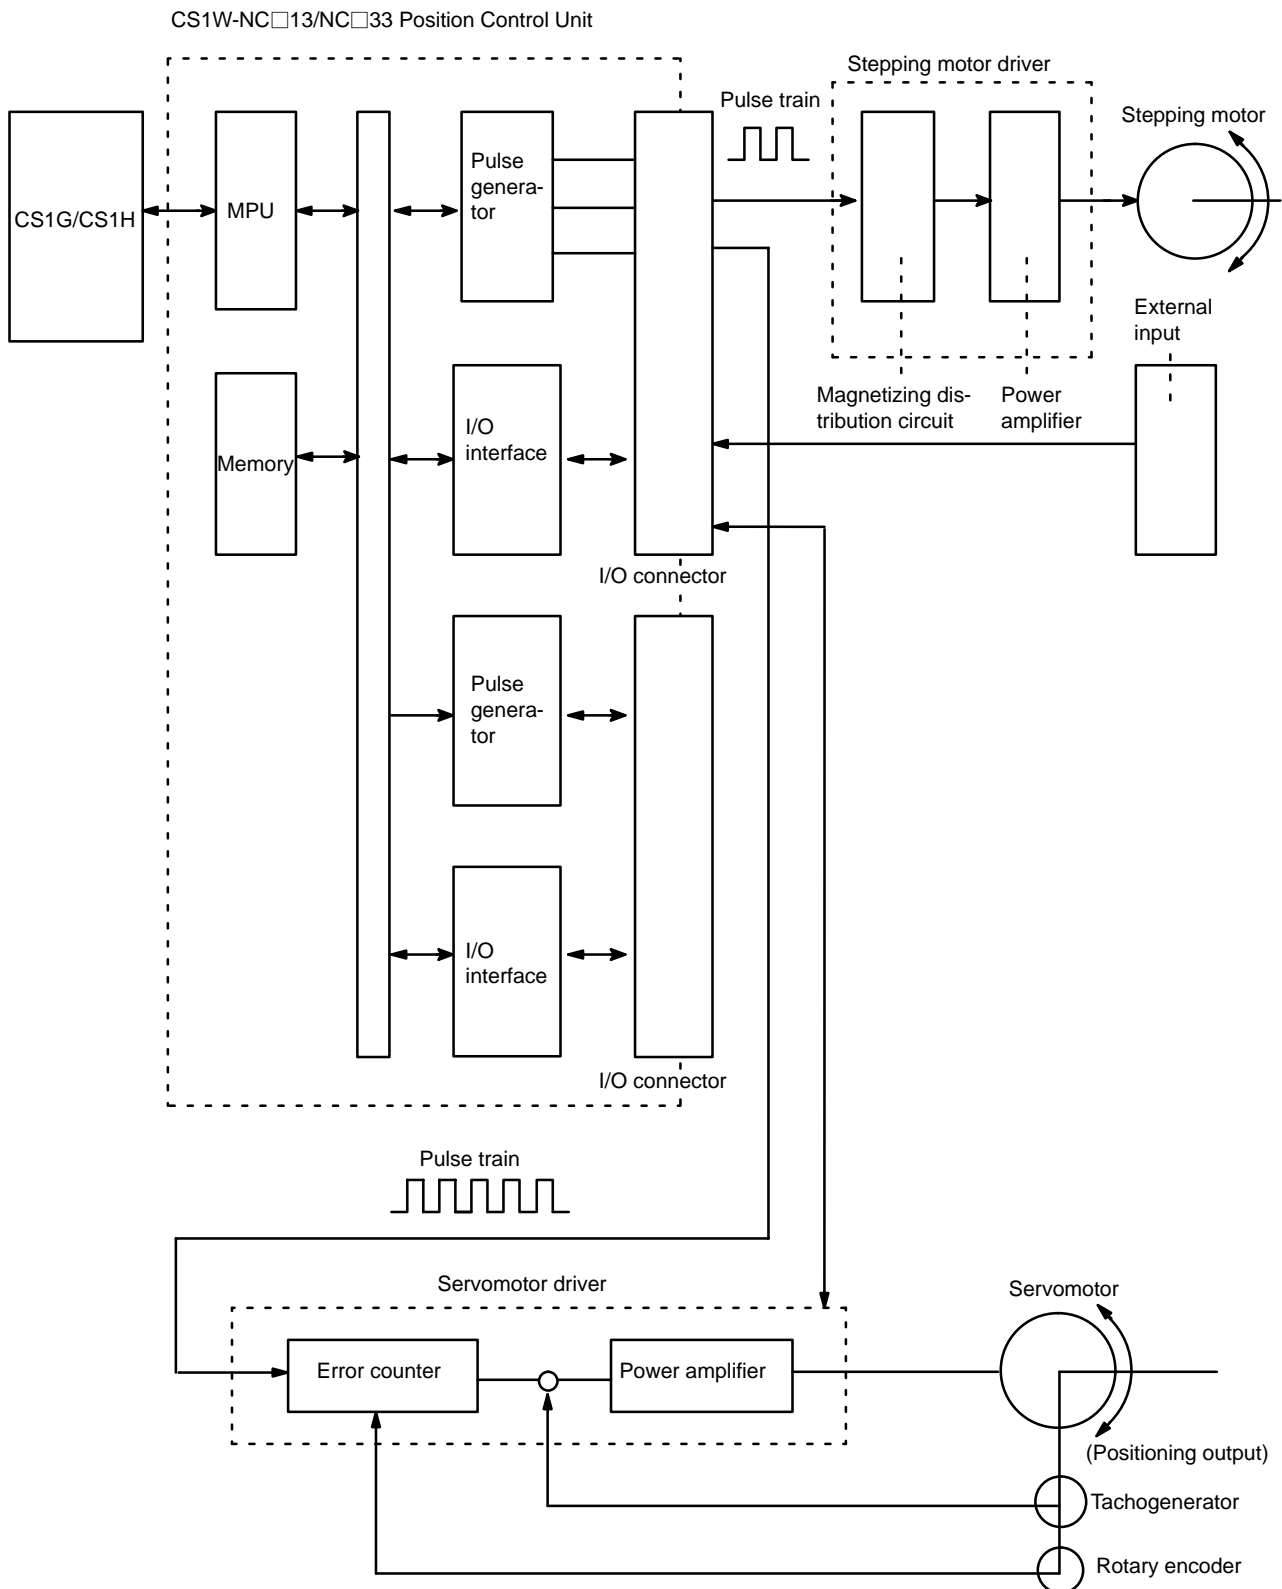 CS1W-NC□13/NC□33 Position Control Unit
Stepping motor driver
Pulse train
Stepping motor
CS1G/CS1H
MPU
Pulse
genera-
tor
External
input
Magnetizing dis-
tribution circuit
Power
amplifier
Memory
I/O
interface
I/O connector
Pulse
genera-
tor
I/O
interface
I/O connector
Pulse train
Servomotor driver
Servomotor
Error counter
Power amplifier
(Positioning output)
Tachogenerator
Rotary encoder